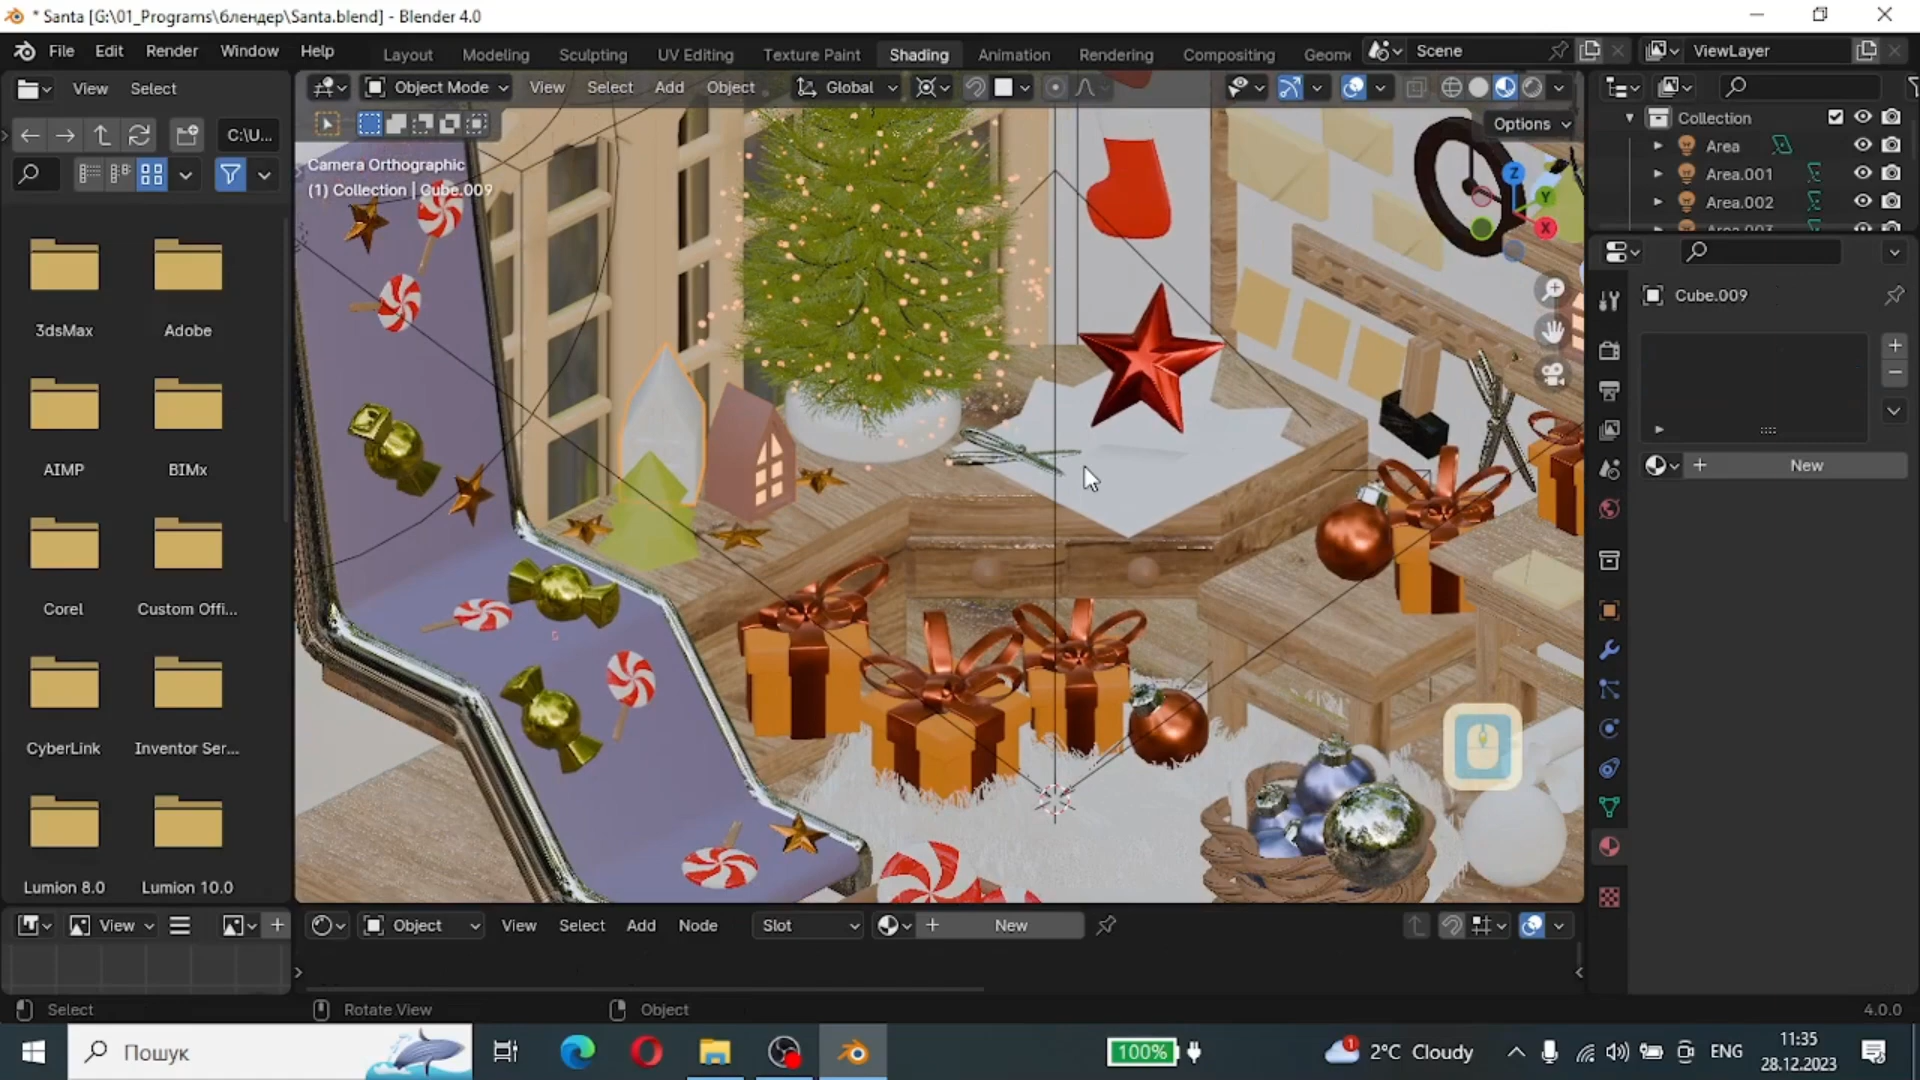 * Santa [G:\01_Programs\блендер\Santa.blend] - Blender 4.0
File Edit Render Window Help
Layout Modeling Sculpting UV Editing Texture Paint Shading Animation Rendering Compositing Geom
Scene
ViewLayer
View Select
Object Mode View Select Add Object Global
C:\U...
Options
Camera Orthographic
(1) Collection | Cube.009
Z
Y
X
Collection
Area
Area.001
Area.002
Cube.009
New
3dsMax Adobe
AIMP BIMx
Corel Custom Offi...
CyberLink Inventor Ser...
Lumion 8.0 Lumion 10.0
View
Object View Select Add Node Slot New
Select Rotate View Object 4.0.0
Пошук
100%
1
2°C Cloudy
ENG
11:35
28.12.2023